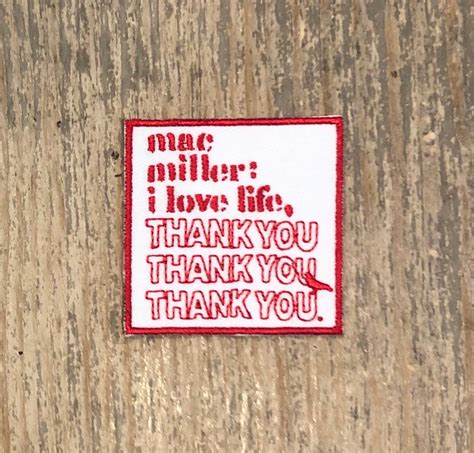 mac
miller:
i love life,
THANK YOU
THANK YOU
THANK YOU.